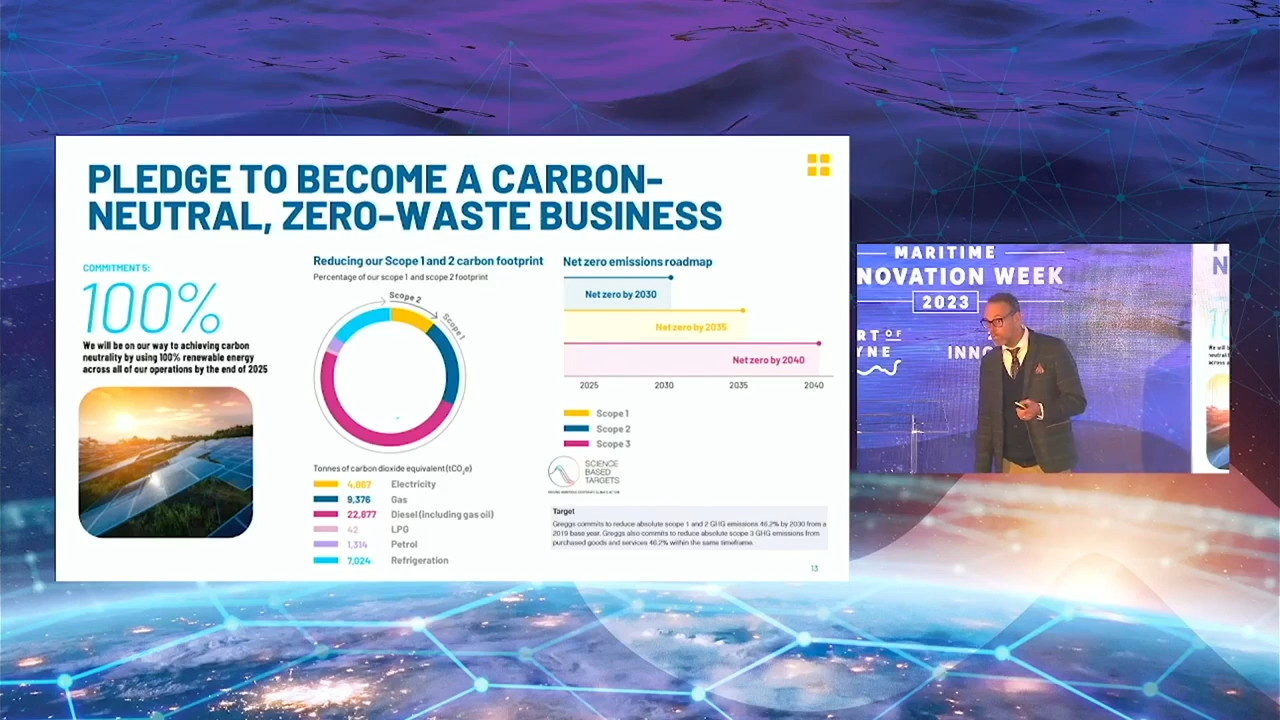 PLEDGE TO BECOME A CARBON-
NEUTRAL, ZERO-WASTE BUSINESS
COMMITMENT 5:
100%
We will be on our way to achieving carbon
neutrality by using 100% renewable energy
across all of our operations by the end of 2025
Reducing our Scope 1 and 2 carbon footprint
Percentage of our scope 1 and scope 2 footprint
Scope 2
Scope 1
Tonnes of carbon dioxide equivalent (tCO2e)
4,867 Electricity
9,376 Gas
22,877 Diesel (including gas oil)
42 LPG
1,314 Petrol
7,024 Refrigeration
Net zero emissions roadmap
Net zero by 2030
Net zero by 2035
Net zero by 2040
2025 2030 2035 2040
Scope 1
Scope 2
Scope 3
SCIENCE
BASED
TARGETS
Target
Greggs commits to reduce absolute scope 1 and 2 GHG emissions 46.2% by 2030 from a
2019 base year. Greggs also commits to reduce absolute scope 3 GHG emissions from
purchased goods and services 46.2% within the same timeframe.
13
MARITIME
NOVATION WEEK
2023
RT OF
YNE
INNO
N